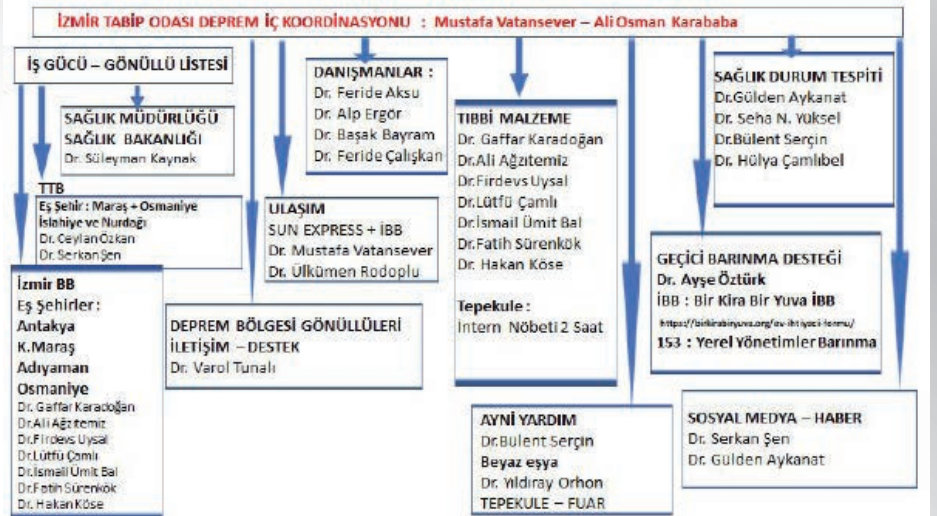 İZMİR TABİP ODASI DEPREM İÇ KOORDİNASYONU : Mustafa Vatansever – Ali Osman Karababa
İŞ GÜCÜ – GÖNÜLLÜ LİSTESİ
SAĞLIK MÜDÜRLÜĞÜ
SAĞLIK BAKANLIĞI
Dr. Süleyman Kaynak
TTB
Eş Şehir : Maraş + Osmaniye
İslahiye ve Nurdağı
Dr. Ceylan Özkan
Dr. Serkan Şen
İzmir BB
Eş Şehirler :
Antakya
K.Maraş
Adıyaman
Osmaniye
Dr. Gaffar Karadoğan
Dr.Ali Ağzıtemiz
Dr.Firdevs Uysal
Dr.Lütfü Çamlı
Dr.İsmail Ümit Bal
Dr.Fatih Sürenkök
Dr. Hakan Köse
DEPREM BÖLGESİ GÖNÜLLÜLERİ
İLETİŞİM – DESTEK
Dr. Varol Tunalı
ULAŞIM
SUN EXPRESS + İBB
Dr. Mustafa Vatansever
Dr. Ülkümen Rodoplu
DANIŞMANLAR :
Dr. Feride Aksu
Dr. Alp Ergör
Dr. Başak Bayram
Dr. Feride Çalışkan
TIBBİ MALZEME
Dr. Gaffar Karadoğan
Dr.Ali Ağzıtemiz
Dr.Firdevs Uysal
Dr.Lütfü Çamlı
Dr.İsmail Ümit Bal
Dr.Fatih Sürenkök
Dr. Hakan Köse
Tepekule :
İntern Nöbeti 2 Saat
AYNİ YARDIM
Dr.Bülent Serçin
Beyaz eşya
Dr. Yıldıray Orhon
TEPEKULE – FUAR
SAĞLIK DURUM TESPİTİ
Dr.Gülden Aykanat
Dr. Seha N. Yüksel
Dr.Bülent Serçin
Dr. Hülya Çamlıbel
GEÇİCİ BARINMA DESTEĞİ
Dr. Ayşe Öztürk
İBB : Bir Kira Bir Yuva İBB
https://birkirabiryuva.org/ev-ihtiyaci-formu/
153 : Yerel Yönetimler Barınma
SOSYAL MEDYA – HABER
Dr. Serkan Şen
Dr. Gülden Aykanat